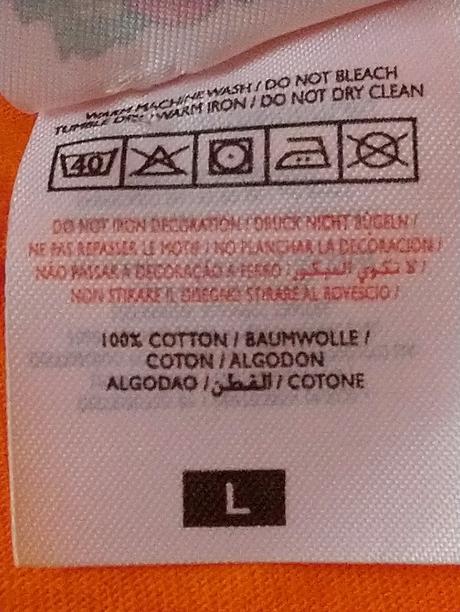 WARM MACHINE WASH / DO NOT BLEACH
TUMBLE DRY / WARM IRON / DO NOT DRY CLEAN
40
DO NOT IRON DECORATION / DRUCK NICHT BÜGELN /
NE PAS REPASSER LE MOTIF / NO PLANCHAR LA DECORACION /
NÃO PASSAR A DECORAÇÃO A FERRO / لا تكوي الديكور /
NON STIRARE IL DISEGNO STIRARE AL ROVESCIO /
100% COTTON / BAUMWOLLE /
COTON / ALGODON
ALGODAO / القطن / COTONE
L